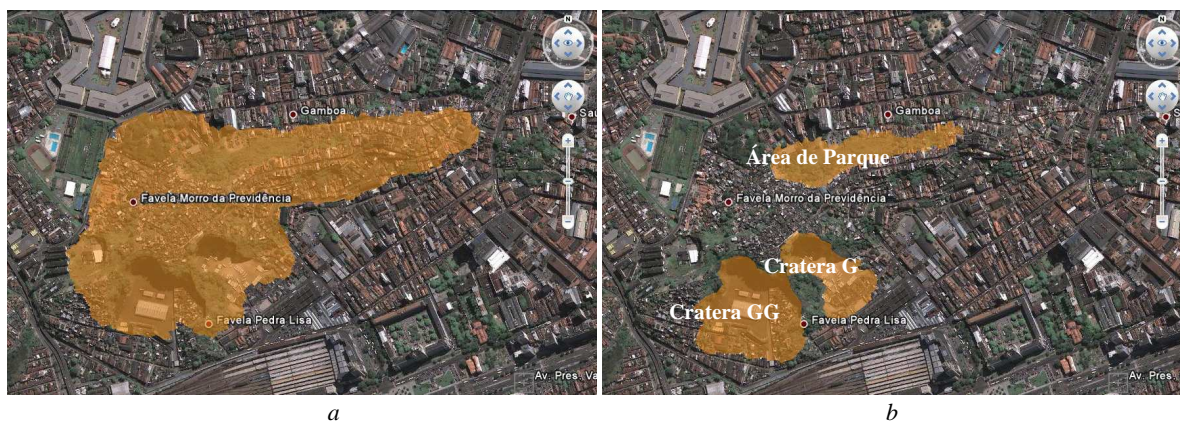 N
Gamboa
Sau
Favela Morro da Previdência
Favela Pedra Lisa
Av. Pres. Va
a
N
Gamboa
S
Área de Parque
Favela Morro da Previdência
Cratera G
Cratera GG
Favela Pedra Lisa
Av. Pres.
b